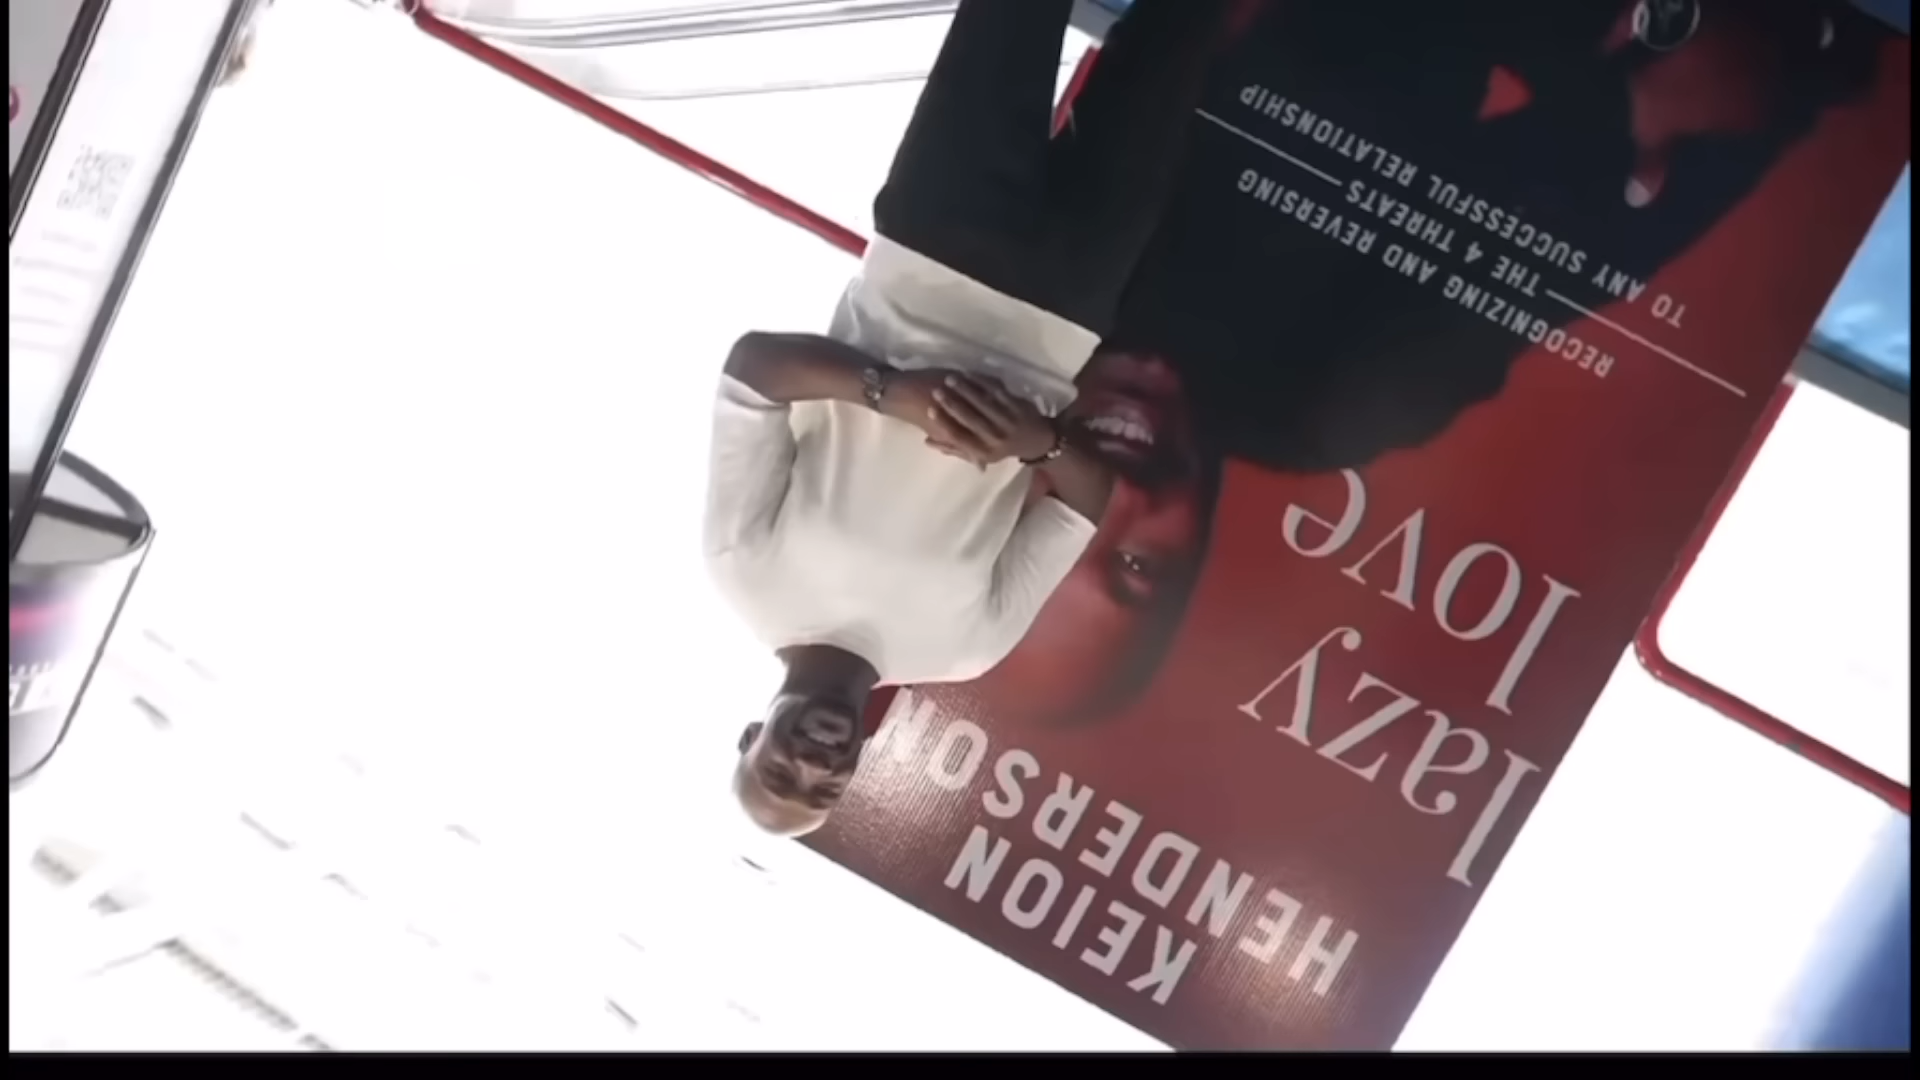 KEION
HENDERSON
lazy
love
RECOGNIZING AND REVERSING
THE 4 THREATS
TO ANY SUCCESSFUL RELATIONSHIP